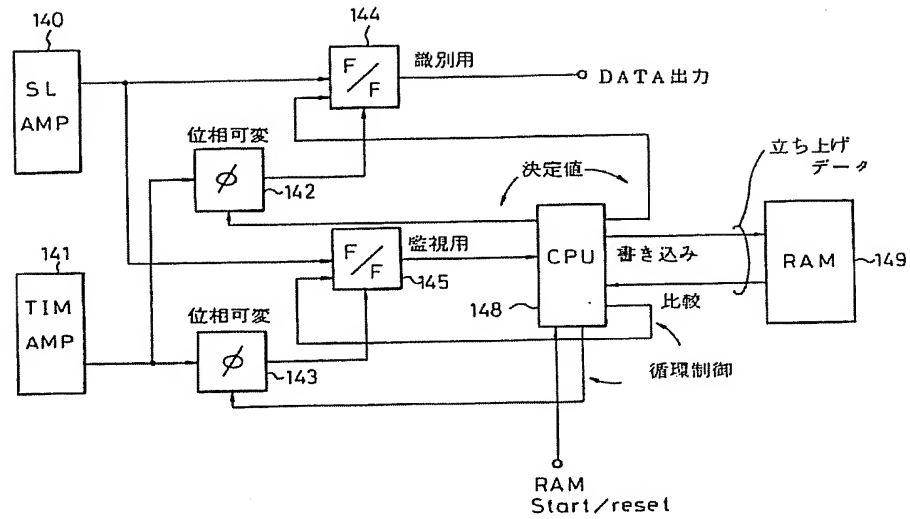 140
SL
AMP
144
F/F
識別用
DATA出力
位相可変
φ
142
決定値
立ち上げ
データ
141
TIM
AMP
F/F
監視用
145
CPU
148
書き込み
比較
RAM
149
位相可変
φ
143
循環制御
RAM
Start/reset